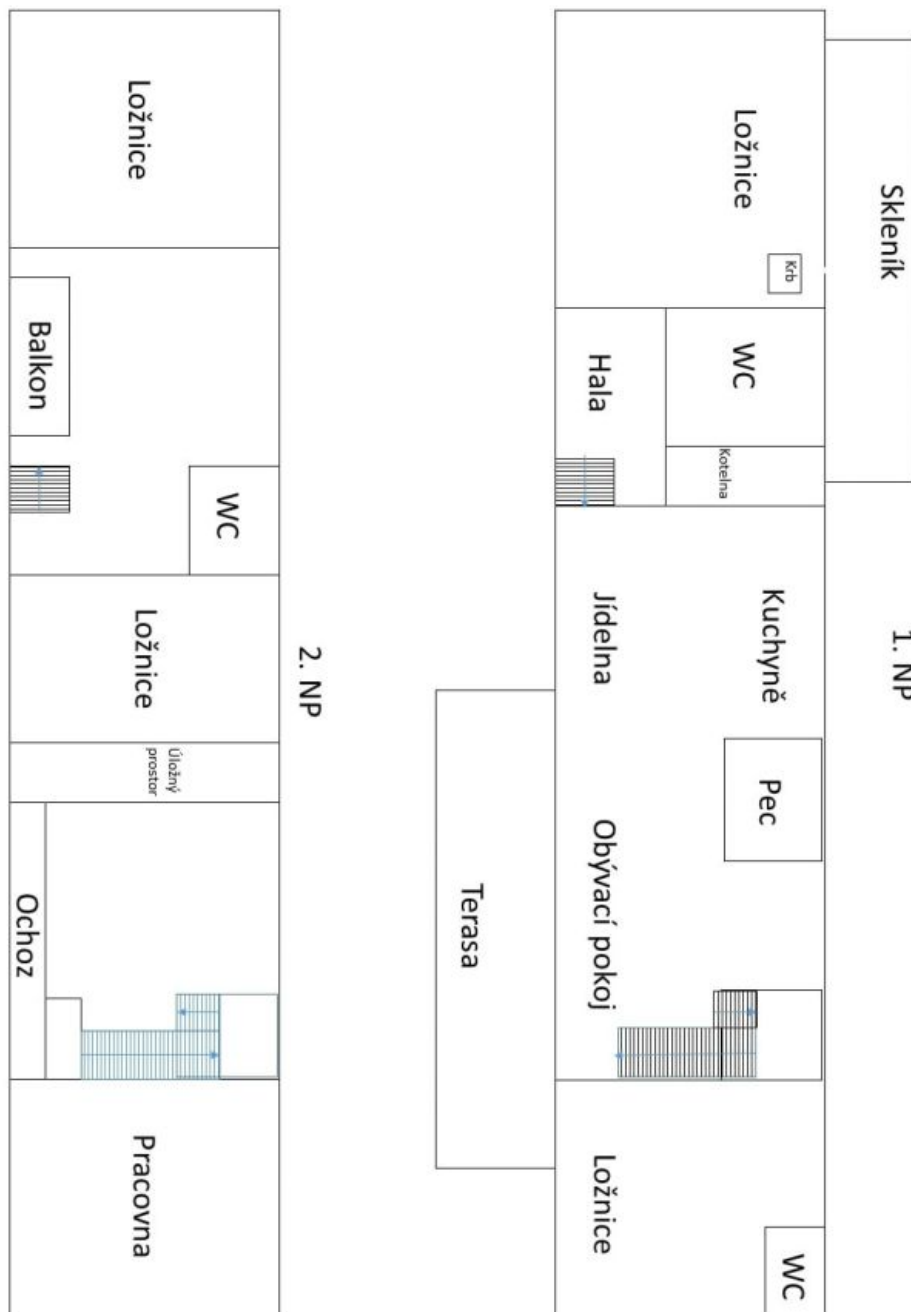 1. NP
Skleník
Ložnice
Krb
WC
Kotelna
Kuchyně
Pec
WC
Hala
Jídelna
Obývací pokoj
Ložnice
Terasa
2. NP
Ložnice
WC
Ložnice
Úložný
prostor
Pracovna
Balkon
Ochoz